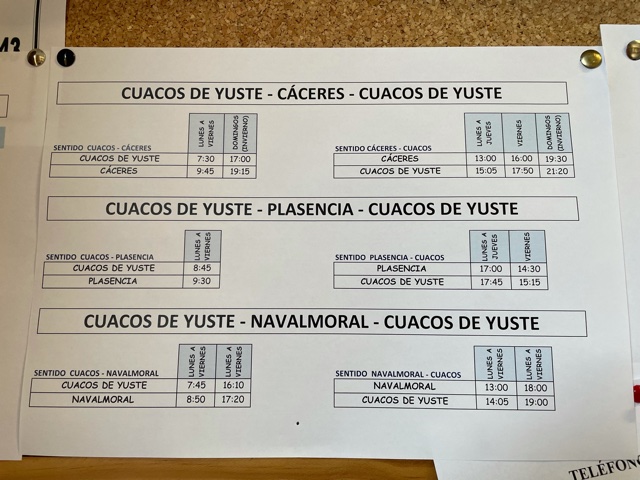 CUACOS DE YUSTE - CÁCERES - CUACOS DE YUSTE
SENTIDO CUACOS - CÁCERES LUNES A VIERNES DOMINGOS (INVIERNO)
CUACOS DE YUSTE 7:30 17:00
CÁCERES 9:45 19:15
SENTIDO CÁCERES - CUACOS LUNES A JUEVES VIERNES DOMINGOS (INVIERNO)
CÁCERES 13:00 16:00 19:30
CUACOS DE YUSTE 15:05 17:50 21:20
CUACOS DE YUSTE - PLASENCIA - CUACOS DE YUSTE
SENTIDO CUACOS - PLASENCIA LUNES A VIERNES
CUACOS DE YUSTE 8:45
PLASENCIA 9:30
SENTIDO PLASENCIA - CUACOS LUNES A JUEVES VIERNES
PLASENCIA 17:00 14:30
CUACOS DE YUSTE 17:45 15:15
CUACOS DE YUSTE - NAVALMORAL - CUACOS DE YUSTE
SENTIDO CUACOS - NAVALMORAL LUNES A VIERNES LUNES A VIERNES
CUACOS DE YUSTE 7:45 16:10
NAVALMORAL 8:50 17:20
SENTIDO NAVALMORAL - CUACOS LUNES A VIERNES LUNES A VIERNES
NAVALMORAL 13:00 18:00
CUACOS DE YUSTE 14:05 19:00